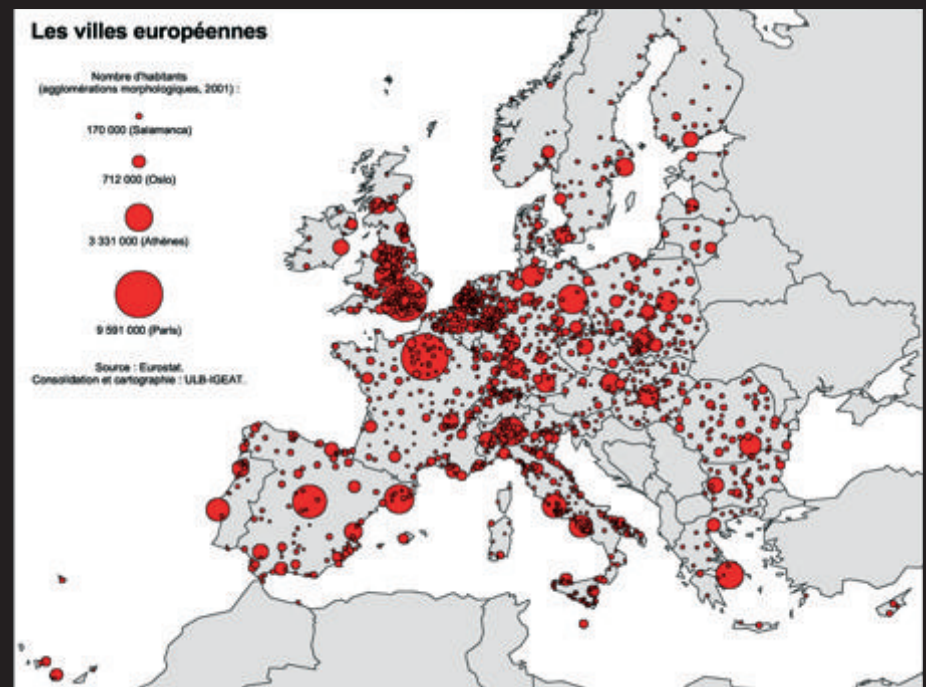 Les villes européennes
Nombre d'habitants
(agglomérations morphologiques, 2001) :
170 000 (Salamanca)
712 000 (Oslo)
3 331 000 (Athènes)
9 591 000 (Paris)
Source : Eurostat.
Consolidation et cartographie : ULB-IGEAT.